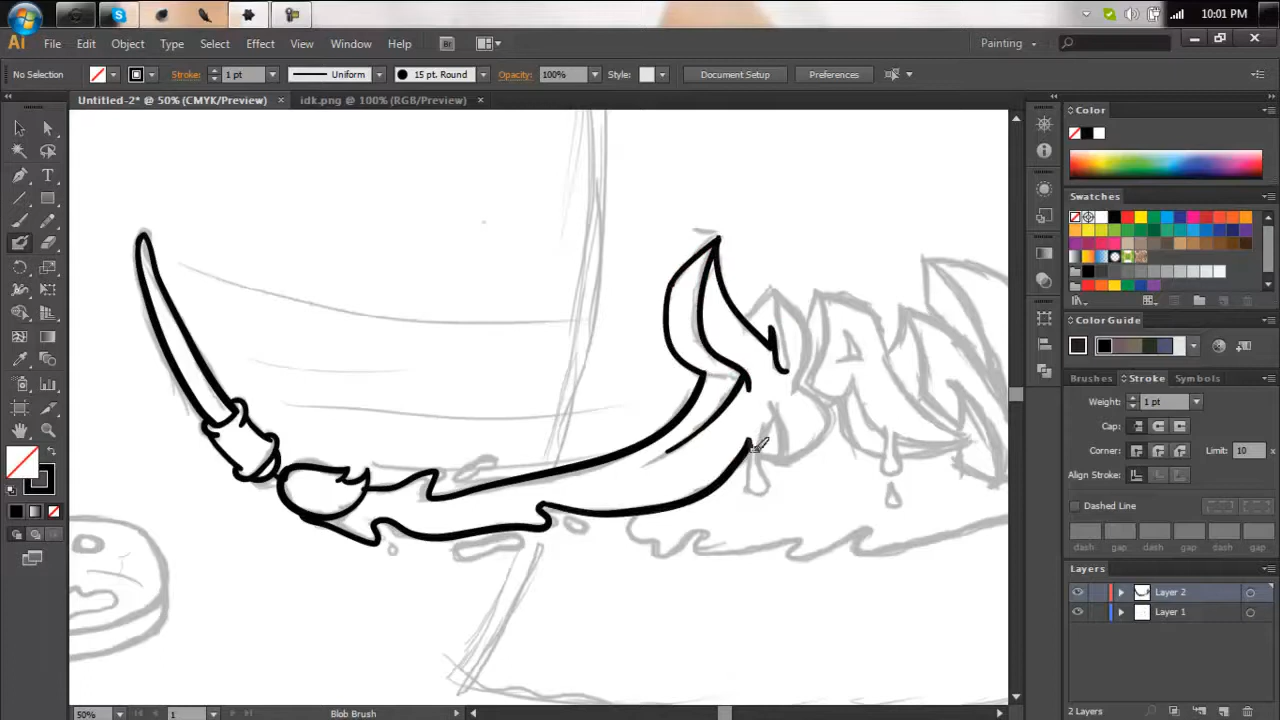 10:01 PM
Ai File Edit Object Type Select Effect View Window Help Br Painting
No Selection Stroke: 1 pt Uniform 15 pt. Round Opacity: 100% Style: Document Setup Preferences
Untitled-2* @ 50% (CMYK/Preview) × idk.png @ 100% (RGB/Preview) ×
Color
Swatches
Color Guide
Brushes Stroke Symbols
Weight: 1 pt
Cap:
Corner: Limit: 10 x
Align Stroke:
Dashed Line
dash gap dash gap dash gap
Layers
Layer 2
Layer 1
2 Layers
BAN
50% 1 Blob Brush